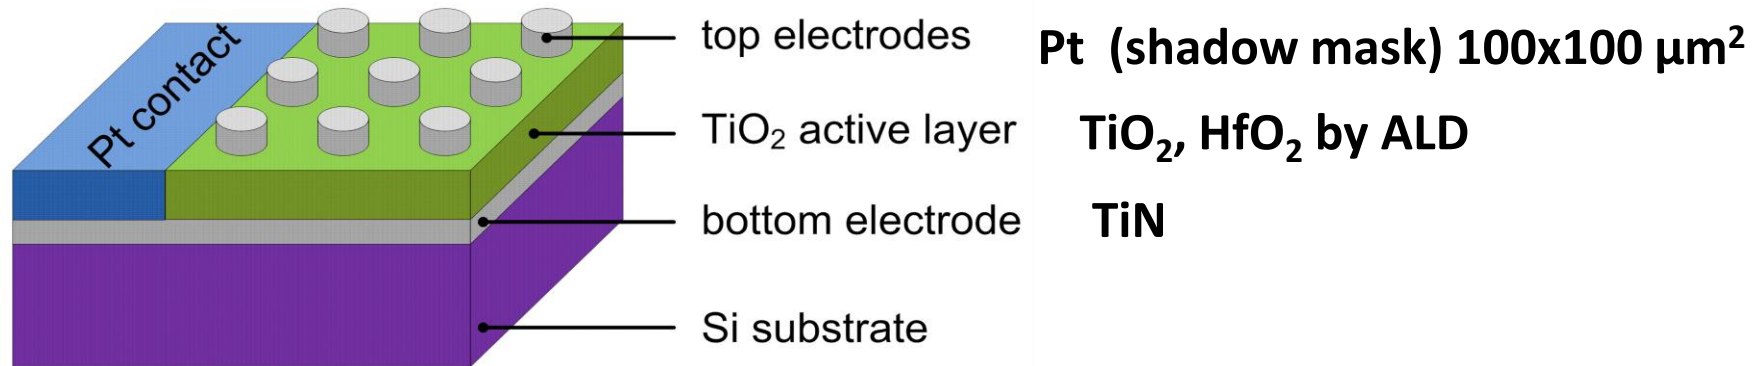 Pt contact
top electrodes
Pt (shadow mask) 100x100 µm²
TiO₂ active layer
TiO₂, HfO₂ by ALD
bottom electrode
TiN
Si substrate